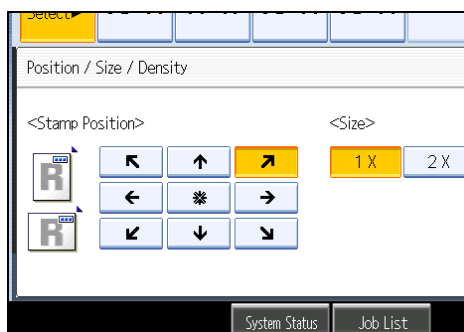 Select►
Position / Size / Density
<Stamp Position>
<Size>
R
1 X
2 X
R
System Status
Job List